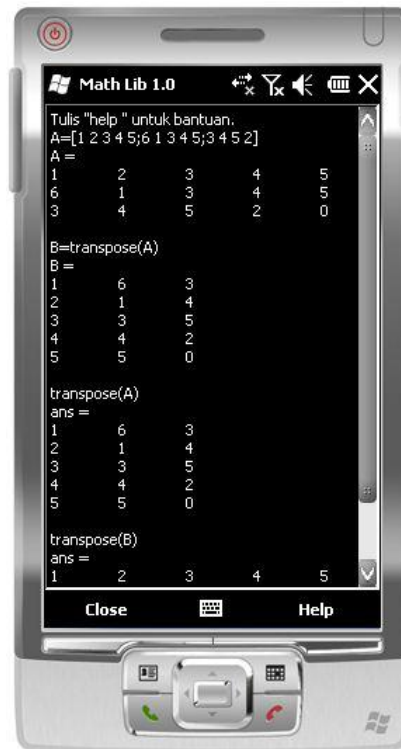 Math Lib 1.0
Tulis "help " untuk bantuan.
A=[1 2 3 4 5;6 1 3 4 5;3 4 5 2]
A =
1 2 3 4 5
6 1 3 4 5
3 4 5 2 0
B=transpose(A)
B =
1 6 3
2 1 4
3 3 5
4 4 2
5 5 0
transpose(A)
ans =
1 6 3
2 1 4
3 3 5
4 4 2
5 5 0
transpose(B)
ans =
1 2 3 4 5
Close Help